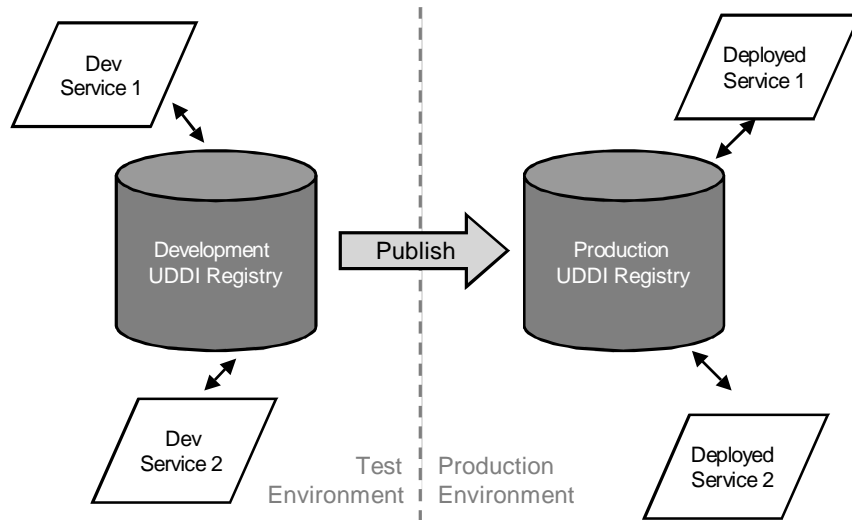 Dev
Service 1
Deployed
Service 1
Development
UDDI Registry
Publish
Production
UDDI Registry
Dev
Service 2
Test
Environment
Production
Environment
Deployed
Service 2